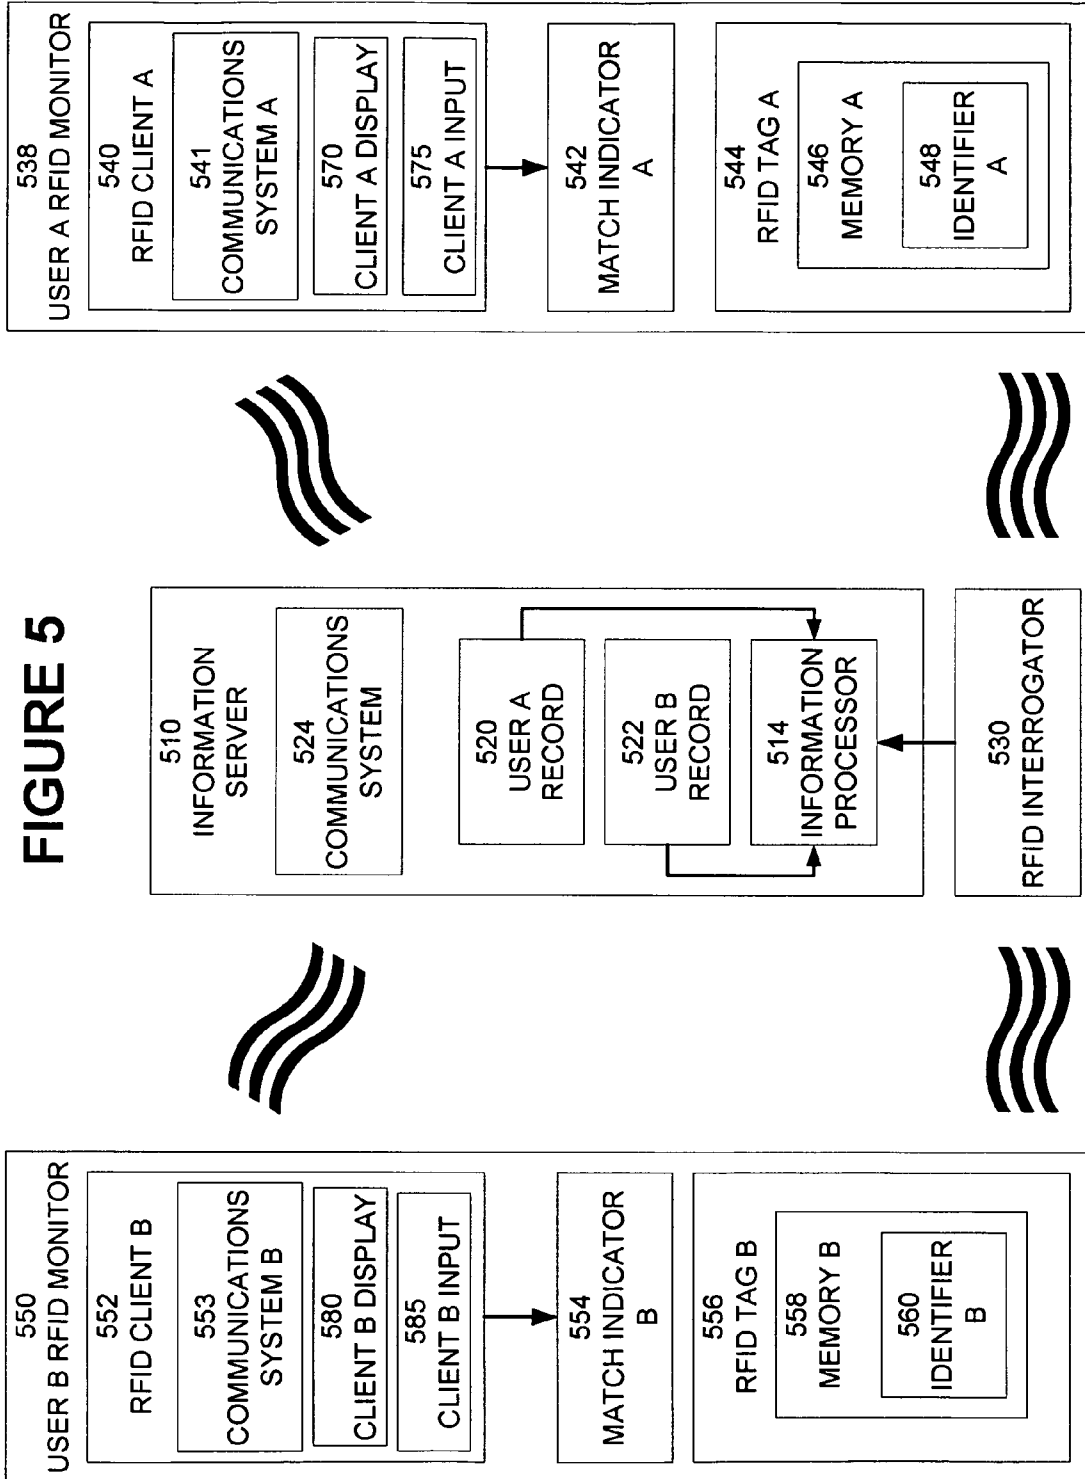 FIGURE 5
550
USER B RFID MONITOR
552
RFID CLIENT B
553
COMMUNICATIONS
SYSTEM B
580
CLIENT B DISPLAY
585
CLIENT B INPUT
554
MATCH INDICATOR
B
556
RFID TAG B
558
MEMORY B
560
IDENTIFIER
B
510
INFORMATION
SERVER
524
COMMUNICATIONS
SYSTEM
520
USER A
RECORD
522
USER B
RECORD
514
INFORMATION
PROCESSOR
530
RFID INTERROGATOR
538
USER A RFID MONITOR
540
RFID CLIENT A
541
COMMUNICATIONS
SYSTEM A
570
CLIENT A DISPLAY
575
CLIENT A INPUT
542
MATCH INDICATOR
A
544
RFID TAG A
546
MEMORY A
548
IDENTIFIER
A